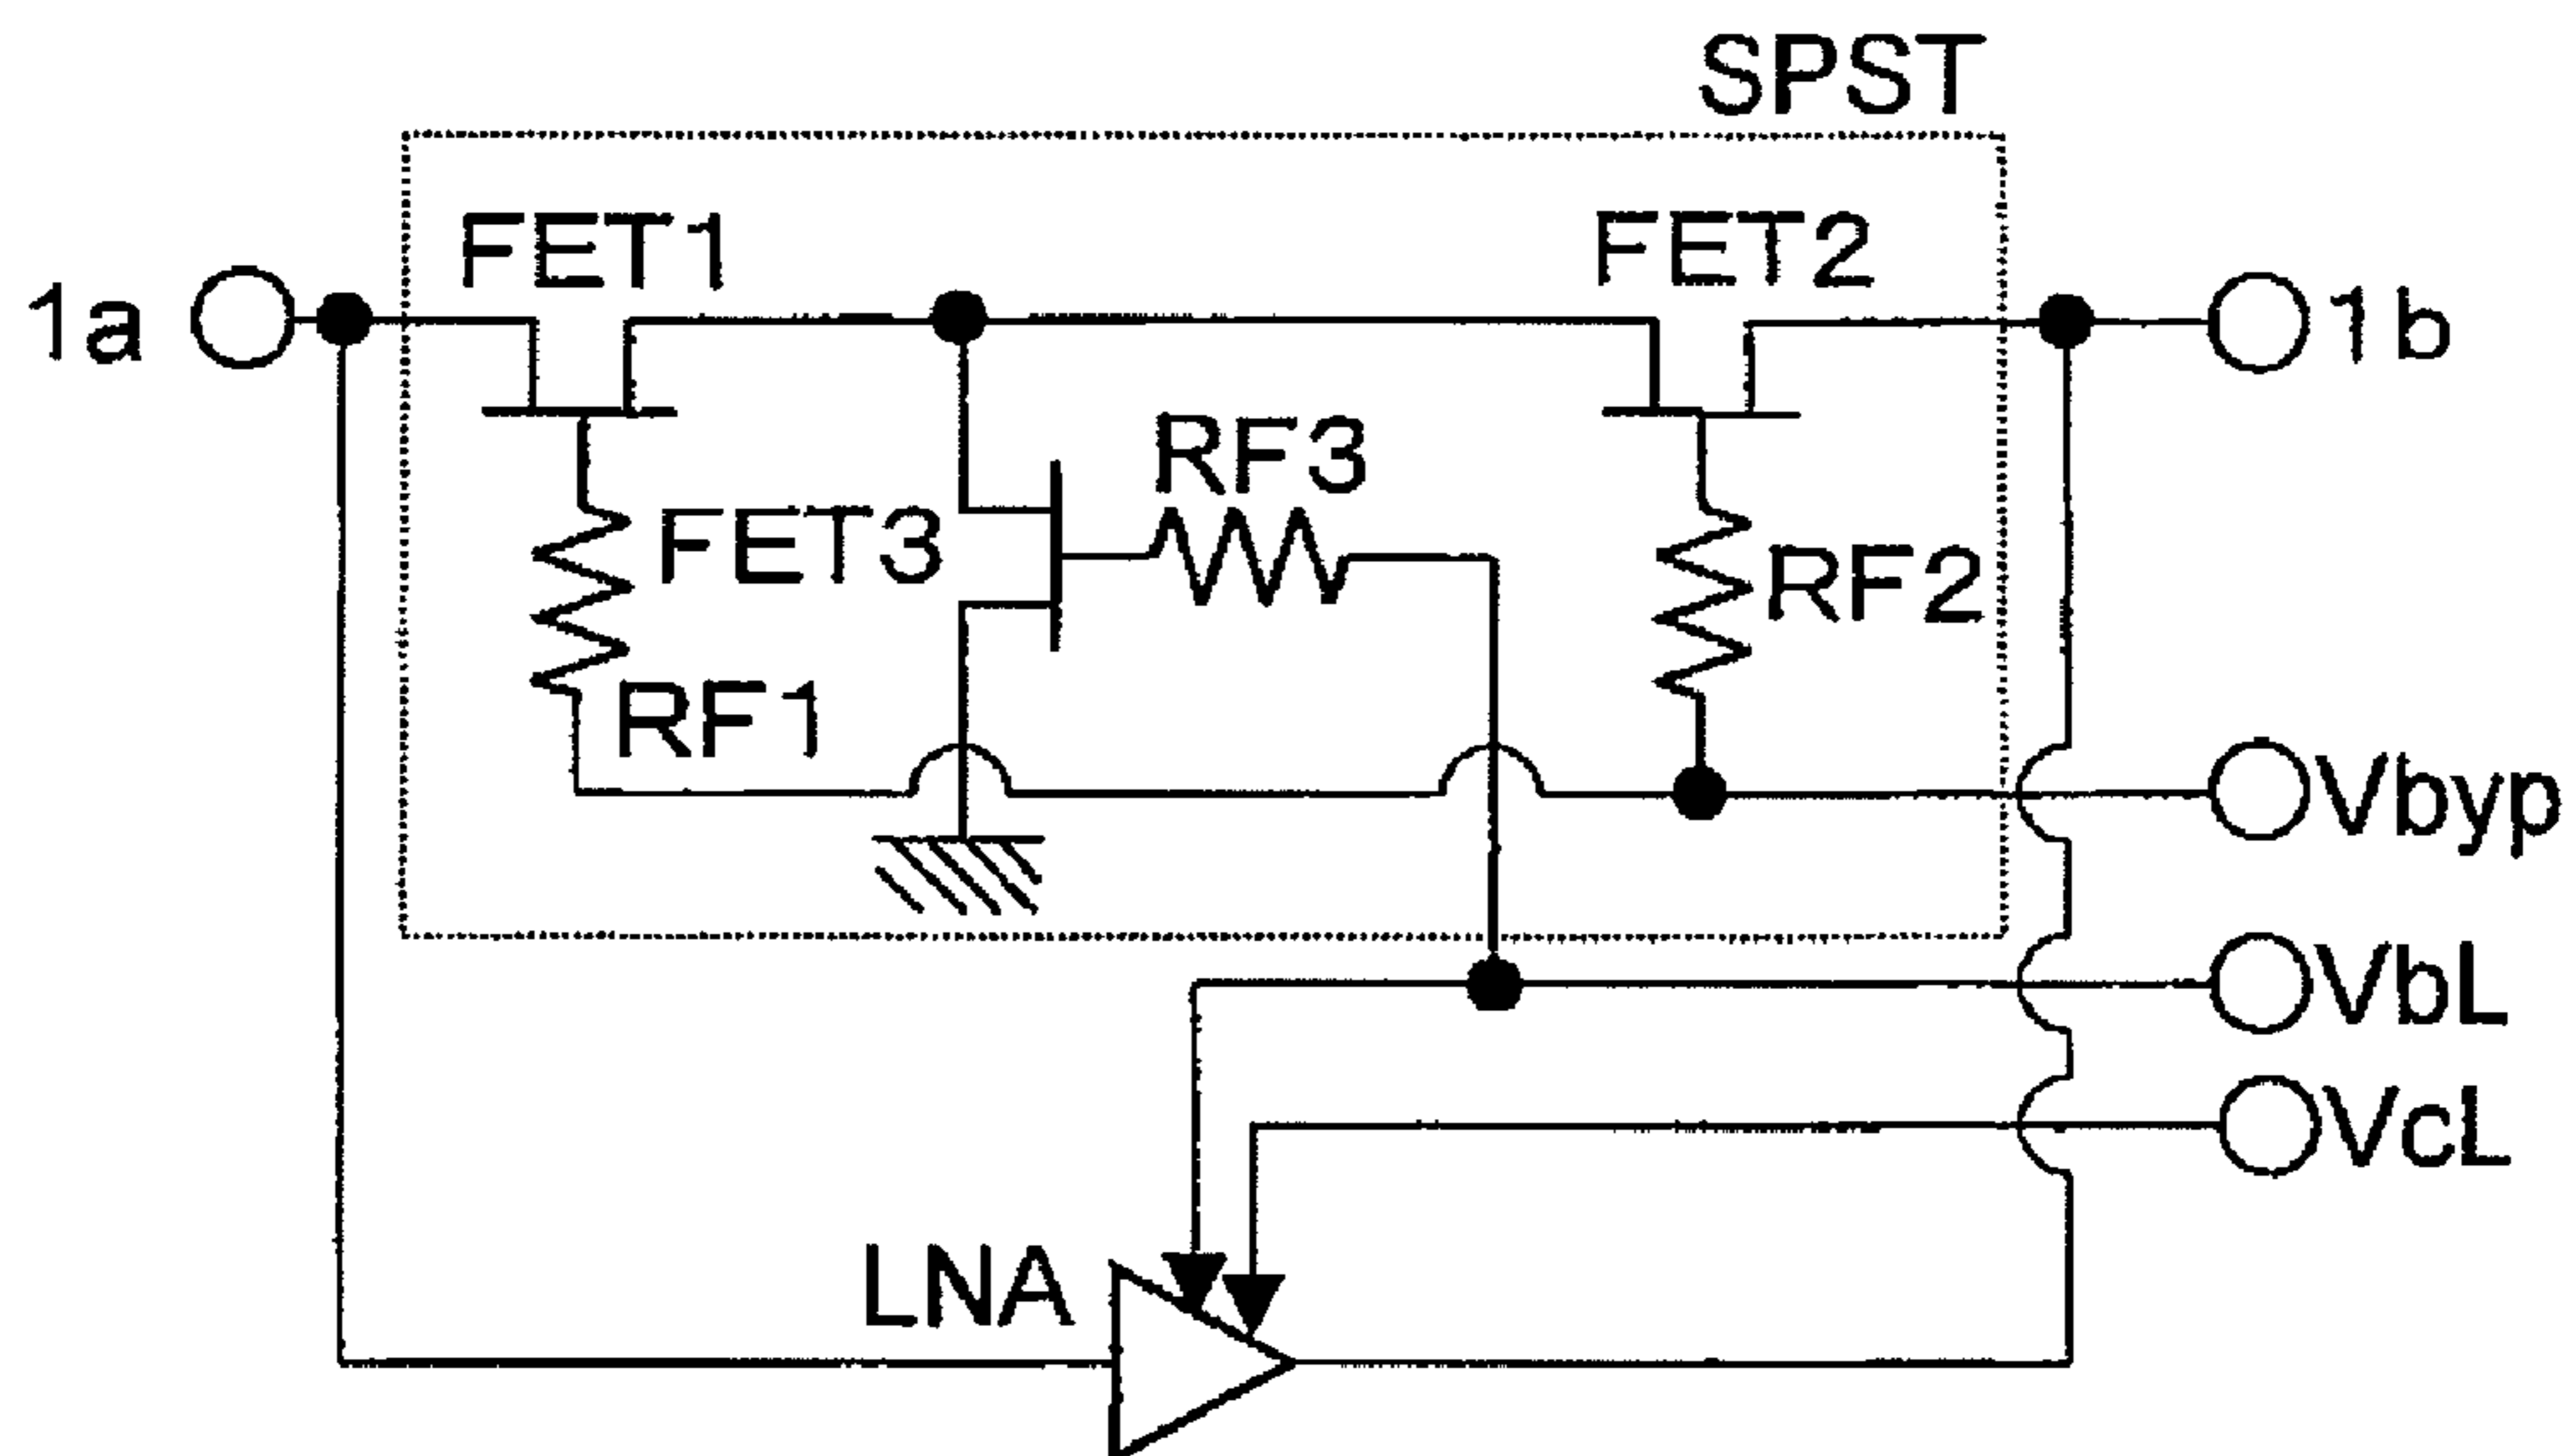 SPST
FET1
FET2
1a
1b
RF3
FET3
RF2
RF1
Vbyp
VbL
VcL
LNA